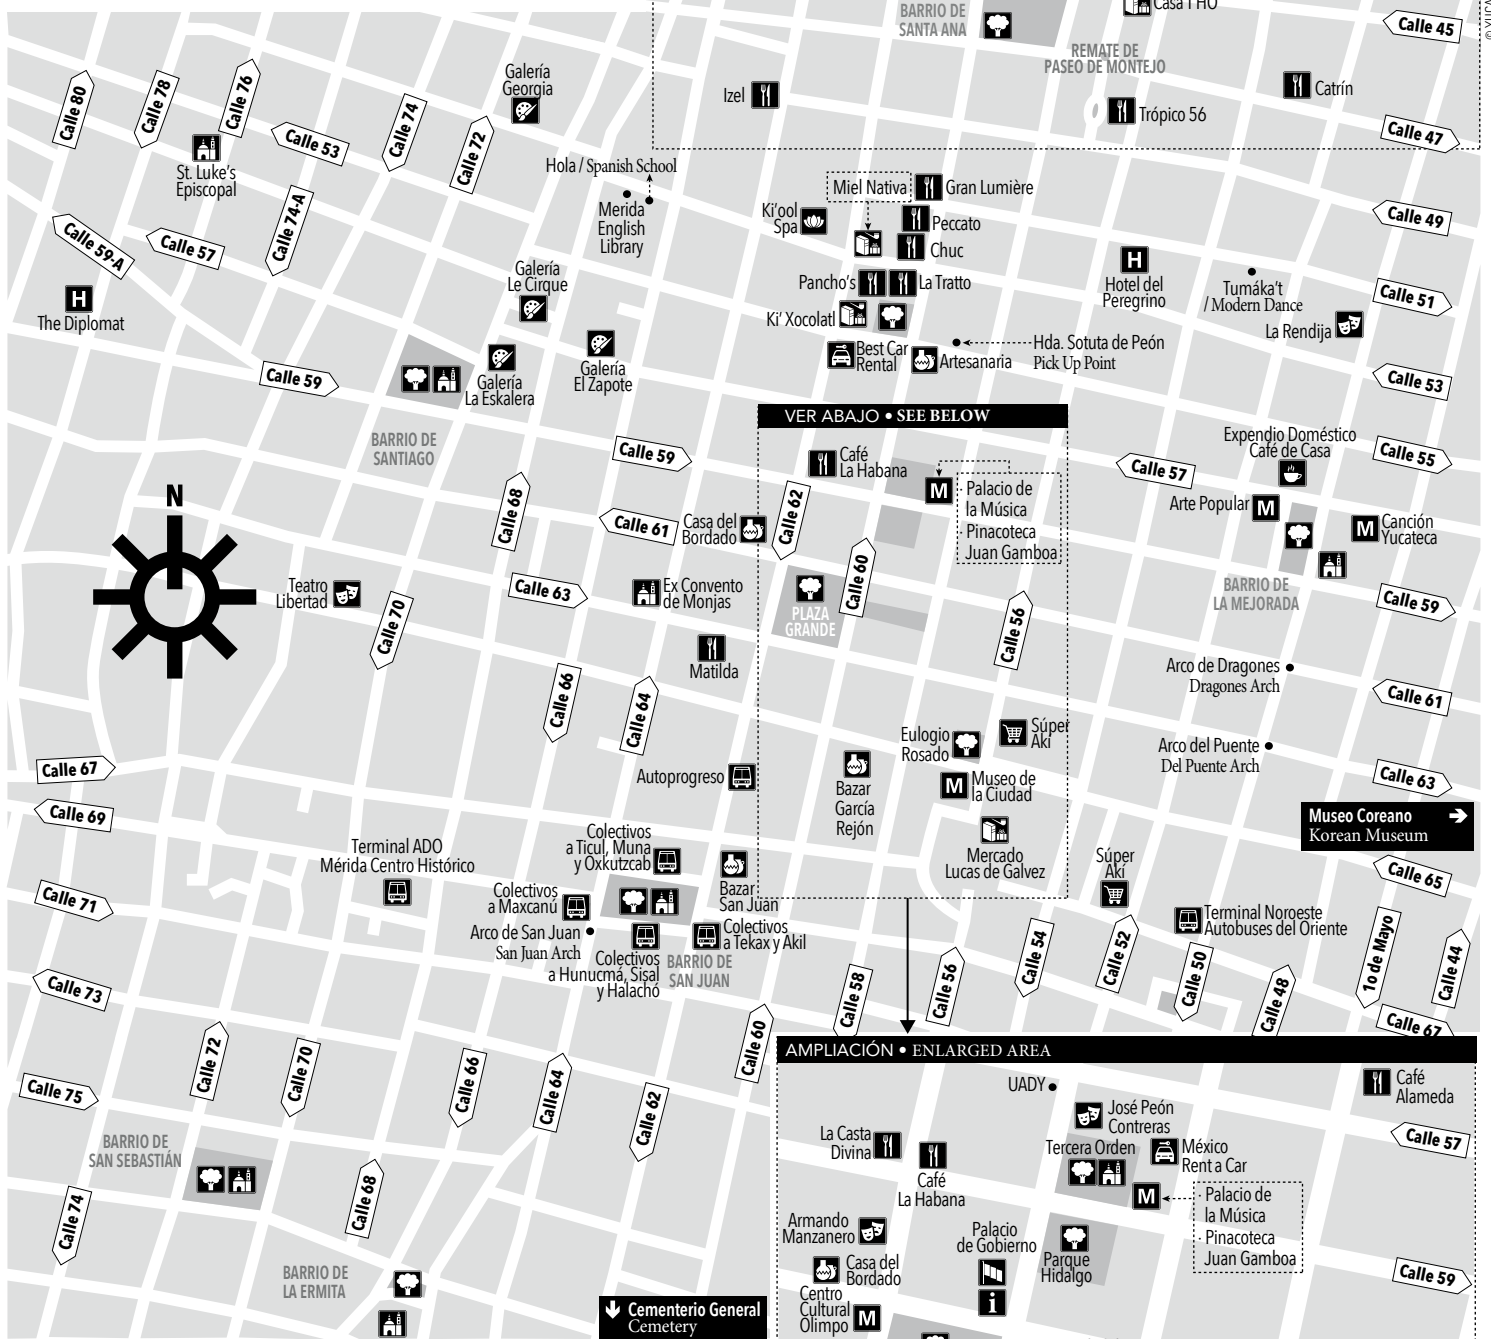 BARRIO DE
SANTA ANA
REMATE DE
PASEO DE MONTEJO
Calle 45
Izel
Trópico 56
Catrín
Calle 47
Calle 80
Calle 78
Calle 76
Calle 53
Calle 74
Calle 72
Galería
Georgia
St. Luke's
Episcopal
Calle 74-A
Calle 59-A
Calle 57
H
The Diplomat
Hola / Spanish School
Merida
English
Library
Miel Nativa
Gran Lumière
Ki'ool
Spa
Peccato
Chuc
Calle 49
Galería
Le Cirque
Pancho's
La Tratto
H
Hotel del
Peregrino
Tumáka't
/ Modern Dance
Calle 51
La Rendija
Ki' Xocolatl
Galería
El Zapote
Galería
La Eskalera
Best Car
Rental
Artesanaria
Hda. Sotuta de Peón
Pick Up Point
Calle 59
Calle 53
BARRIO DE
SANTIAGO
VER ABAJO • SEE BELOW
Café
La Habana
Calle 59
Calle 57
Expendio Doméstico
Café de Casa
Calle 55
N
Calle 68
Calle 61
Casa del
Bordado
Calle 62
M
· Palacio de
la Música
· Pinacoteca
Juan Gamboa
Arte Popular
M
M
Canción
Yucateca
Teatro
Libertad
Calle 63
Ex Convento
de Monjas
PLAZA
GRANDE
Calle 60
Calle 56
BARRIO DE
LA MEJORADA
Calle 59
Calle 70
Matilda
Calle 66
Calle 64
Arco de Dragones
Dragones Arch
Calle 61
Eulogio
Rosado
Súper
Akí
Arco del Puente
Del Puente Arch
Calle 67
Calle 69
Autoprogreso
Bazar
García
Rejón
M
Museo de
la Ciudad
Calle 63
Museo Coreano
Korean Museum
Terminal ADO
Mérida Centro Histórico
Colectivos
a Ticul, Muna
y Oxkutzcab
Bazar
San Juan
Mercado
Lucas de Galvez
Súper
Akí
Calle 65
Calle 71
Colectivos
a Maxcanú
Arco de San Juan
San Juan Arch
Colectivos
a Hunucmá, Sisal
y Halachó
Colectivos
a Tekax y Akil
BARRIO DE
SAN JUAN
Terminal Noroeste
Autobuses del Oriente
Calle 73
Calle 58
Calle 56
Calle 54
Calle 52
Calle 50
Calle 48
1o de Mayo
Calle 44
Calle 67
Calle 72
Calle 70
Calle 66
Calle 64
Calle 62
Calle 60
Calle 75
BARRIO DE
SAN SEBASTIÁN
Calle 74
Calle 68
BARRIO DE
LA ERMITA
Cementerio General
Cemetery
AMPLIACIÓN • ENLARGED AREA
UADY
Café
Alameda
José Peón
Contreras
La Casta
Divina
Café
La Habana
Tercera Orden
México
Rent a Car
Calle 57
M
· Palacio de
la Música
· Pinacoteca
Juan Gamboa
Armando
Manzanero
Palacio
de Gobierno
Parque
Hidalgo
Casa del
Bordado
Centro
Cultural
Olimpo
M
i
Calle 59